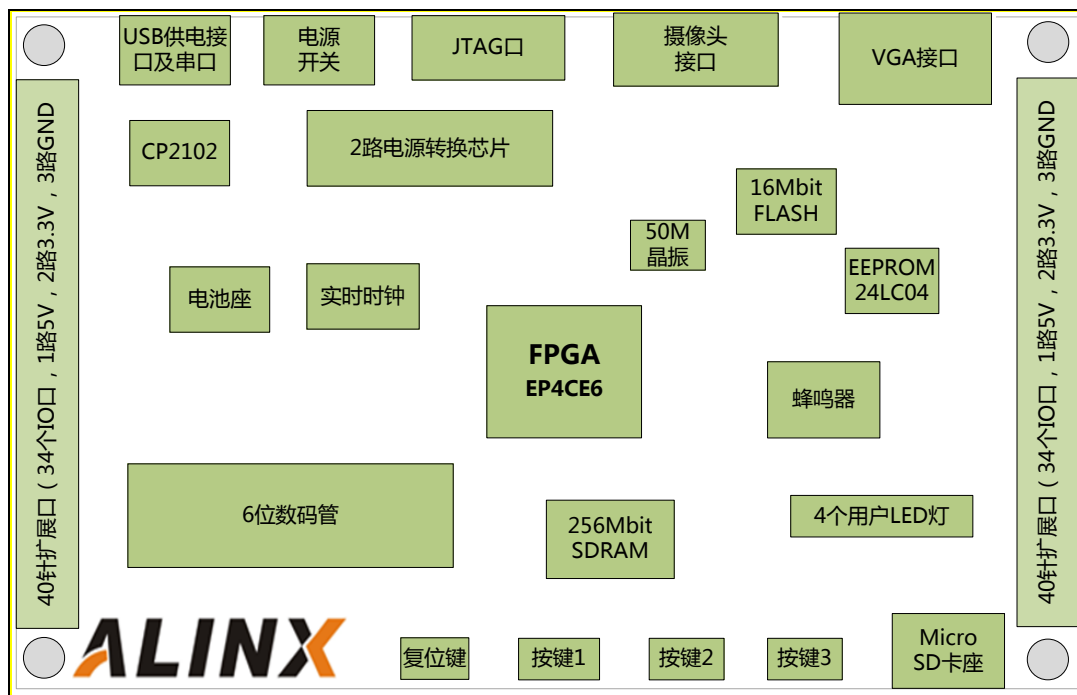 USB供电接
口及串口
电源
开关
JTAG口
摄像头
接口
VGA接口
40针扩展口（34个IO口，1路5V，2路3.3V，3路GND
CP2102
2路电源转换芯片
16Mbit
FLASH
50M
晶振
EEPROM
24LC04
电池座
实时时钟
FPGA
EP4CE6
蜂鸣器
6位数码管
256Mbit
SDRAM
4个用户LED灯
40针扩展口（34个IO口，1路5V，2路3.3V，3路GND
ALINX
复位键
按键1
按键2
按键3
Micro
SD卡座